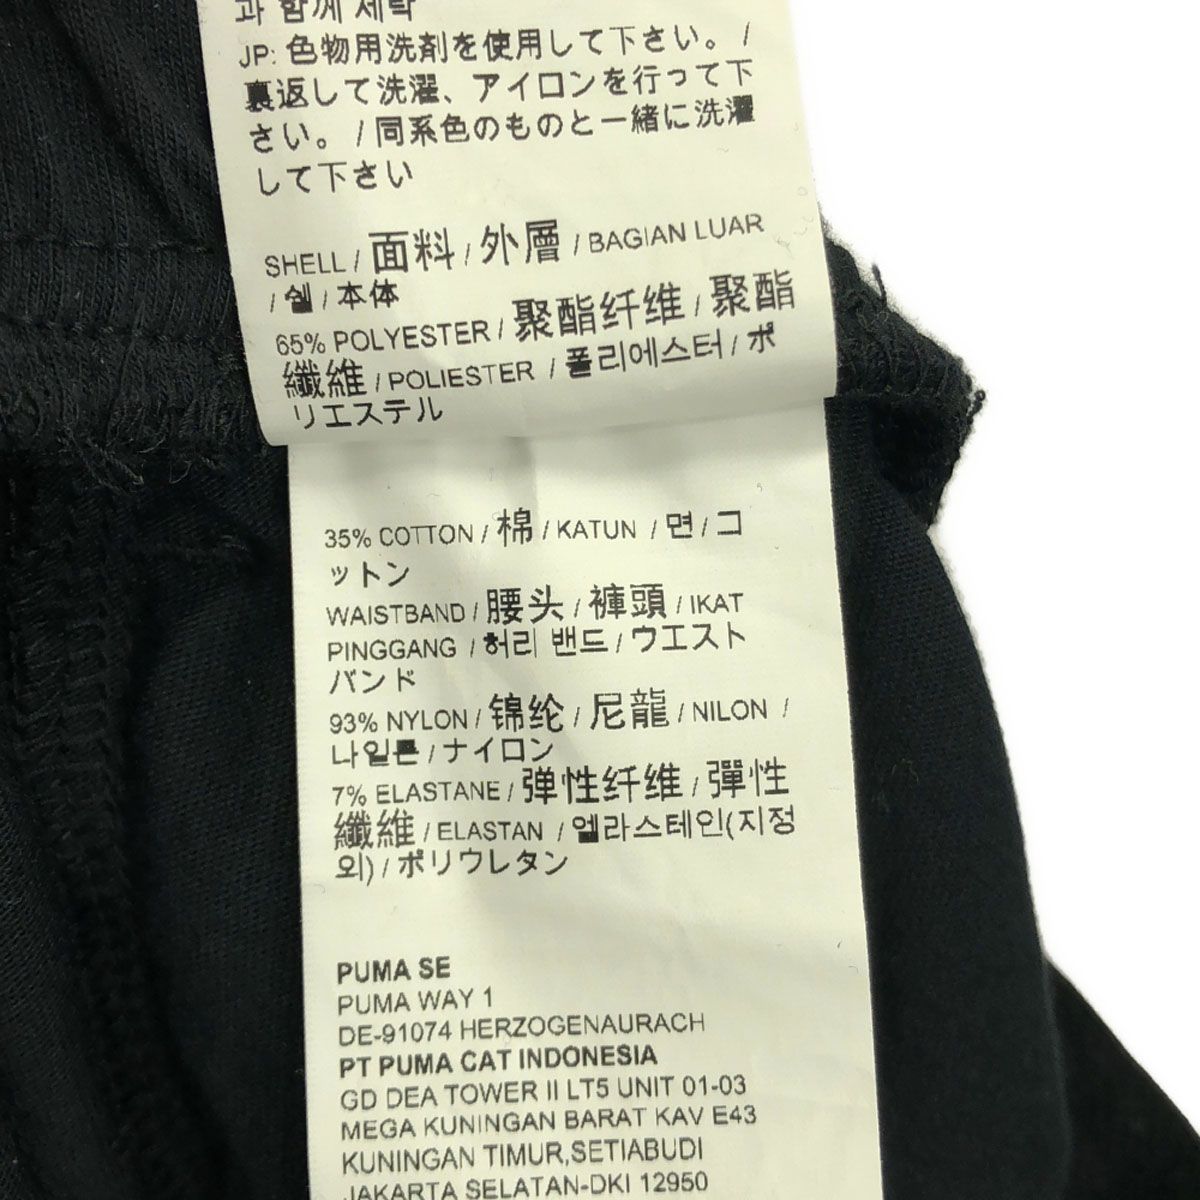 과 함께 세탁
JP: 色物用洗剤を使用して下さい。 /
裏返して洗濯、アイロンを行って下
さい。 / 同系色のものと一緒に洗濯
して下さい
SHELL / 面料 / 外層 / BAGIAN LUAR
/ 쉘 / 本体
65% POLYESTER / 聚酯纤维 / 聚酯
纖維 / POLIESTER / 폴리에스터 / ポ
リエステル
35% COTTON / 棉 / KATUN / 면 / コ
ットン
WAISTBAND / 腰头 / 褲頭 / IKAT
PINGGANG / 허리 밴드 / ウエスト
バンド
93% NYLON / 锦纶 / 尼龍 / NILON /
나일론 / ナイロン
7% ELASTANE / 弹性纤维 / 彈性
纖維 / ELASTAN / 엘라스테인(지정
외) / ポリウレタン
PUMA SE
PUMA WAY 1
DE-91074 HERZOGENAURACH
PT PUMA CAT INDONESIA
GD DEA TOWER II LT5 UNIT 01-03
MEGA KUNINGAN BARAT KAV E43
KUNINGAN TIMUR,SETIABUDI
JAKARTA SELATAN-DKI 12950